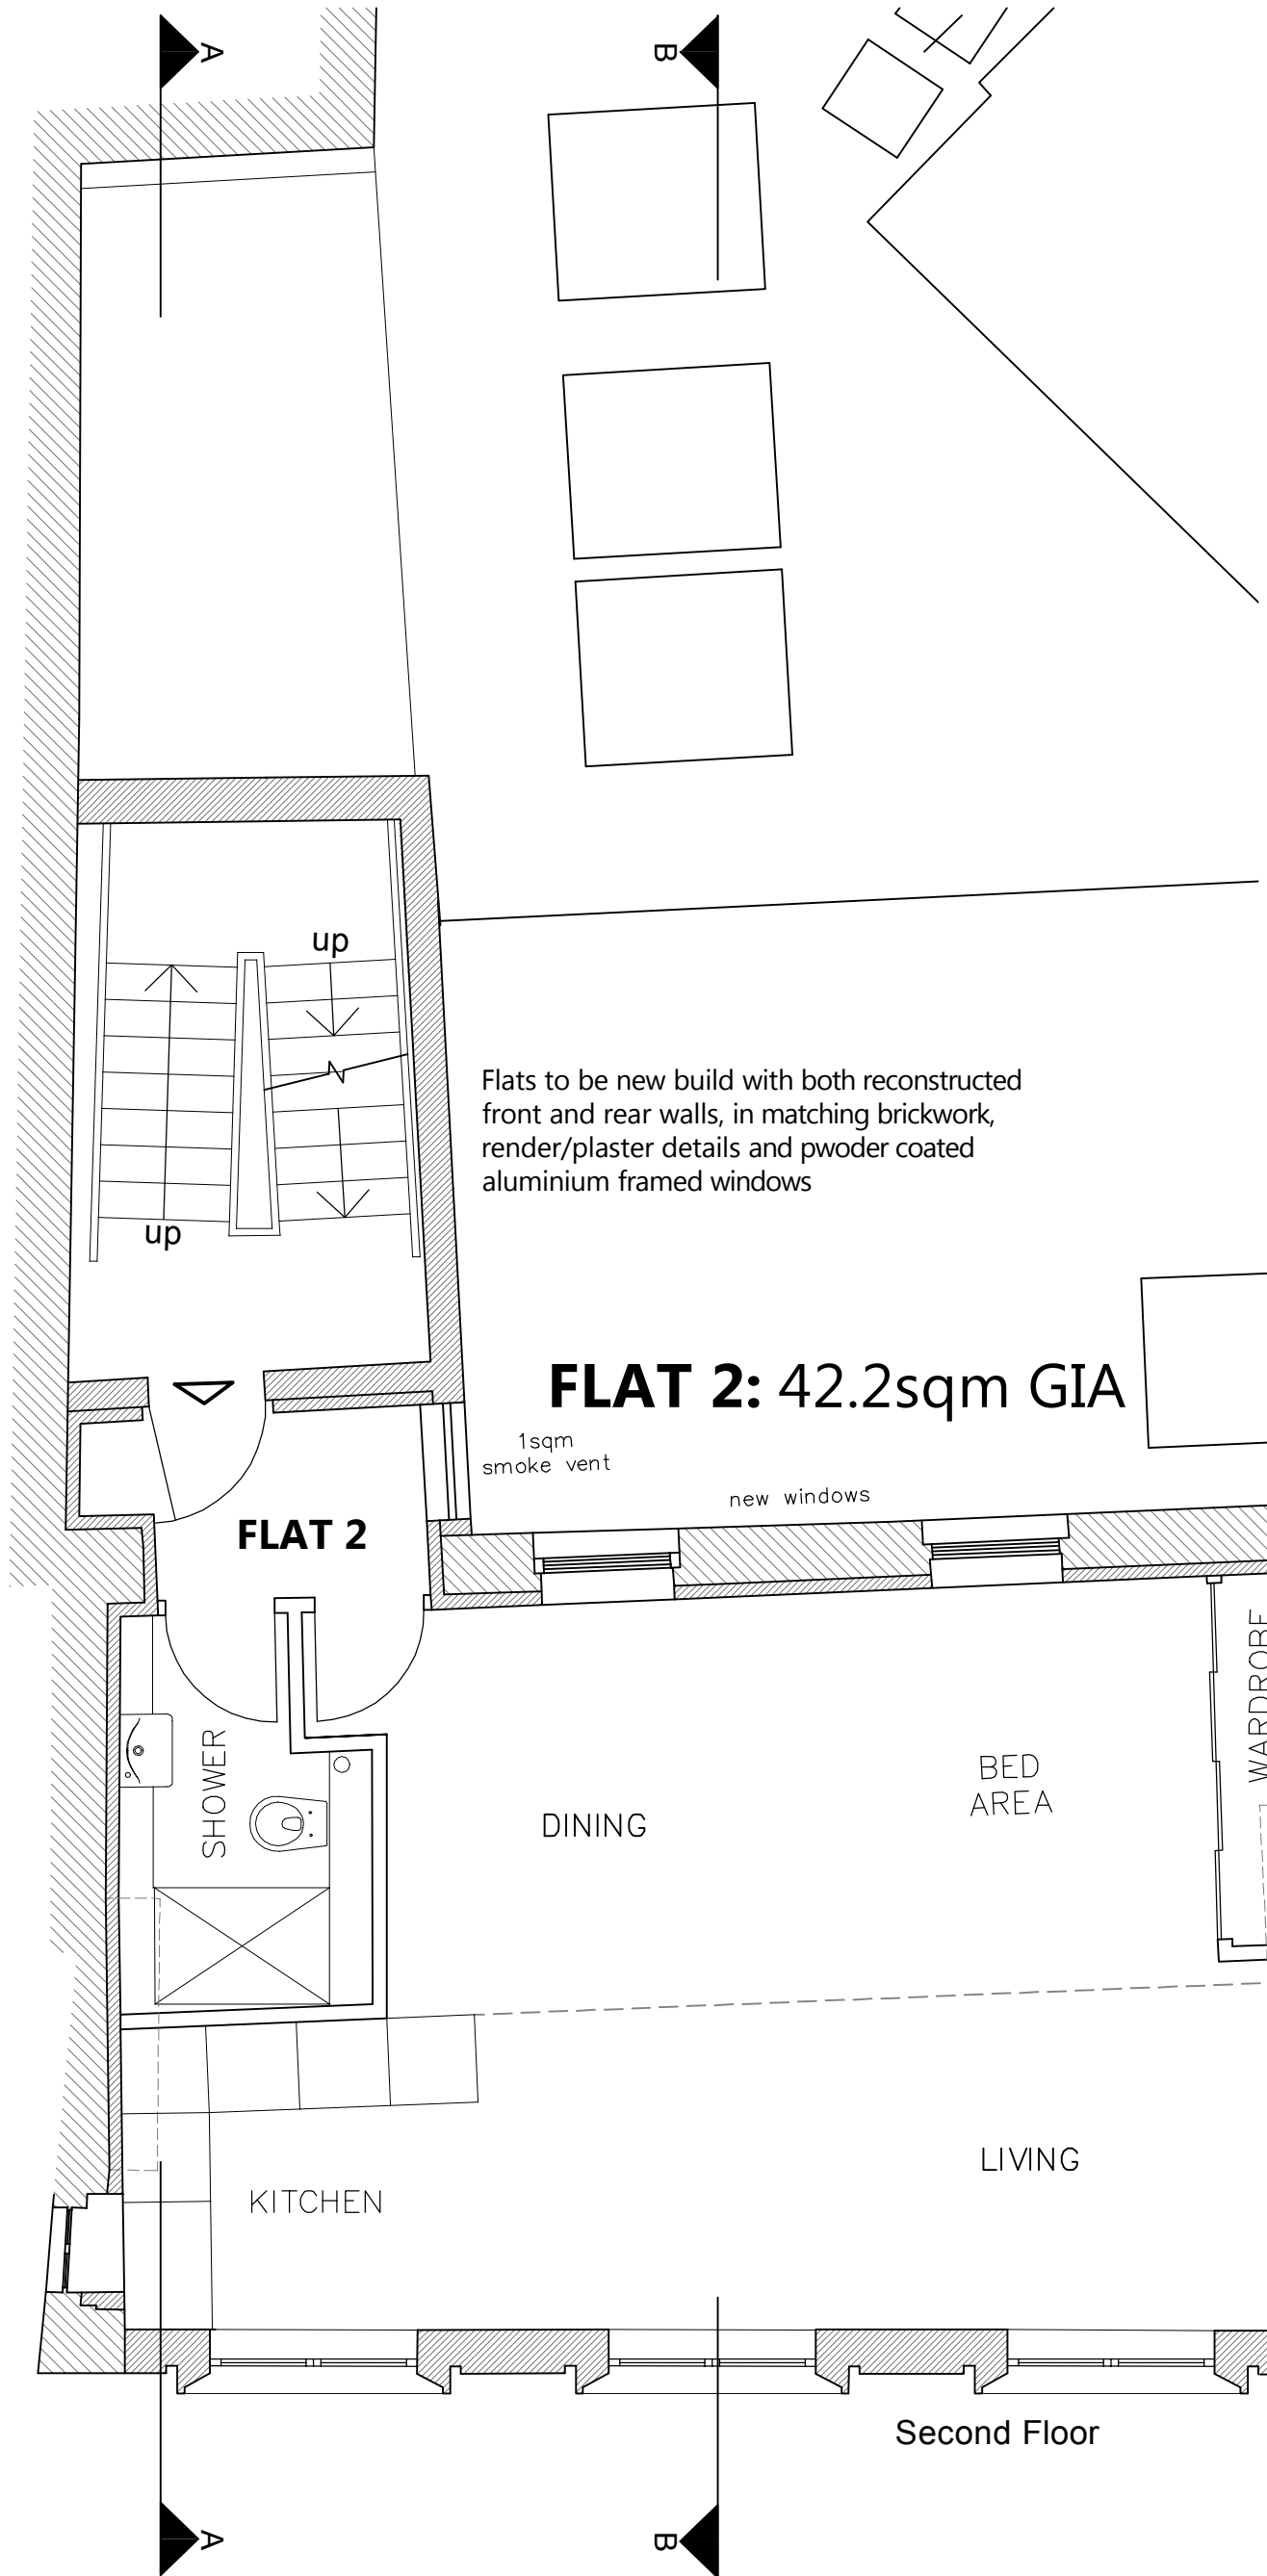 A
B
up
up
Flats to be new build with both reconstructed
front and rear walls, in matching brickwork,
render/plaster details and pwoder coated
aluminium framed windows
FLAT 2: 42.2sqm GIA
1sqm
smoke vent
new windows
FLAT 2
WARDROBE
SHOWER
BED
AREA
DINING
LIVING
KITCHEN
Second Floor
A
B